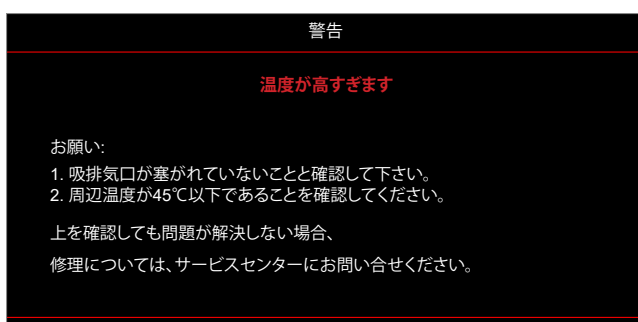 警告
温度が高すぎます
お願い:
1. 吸排気口が塞がれていないことと確認して下さい。
2. 周辺温度が45℃以下であることを確認してください。
上を確認しても問題が解決しない場合、
修理については、サービスセンターにお問い合せください。